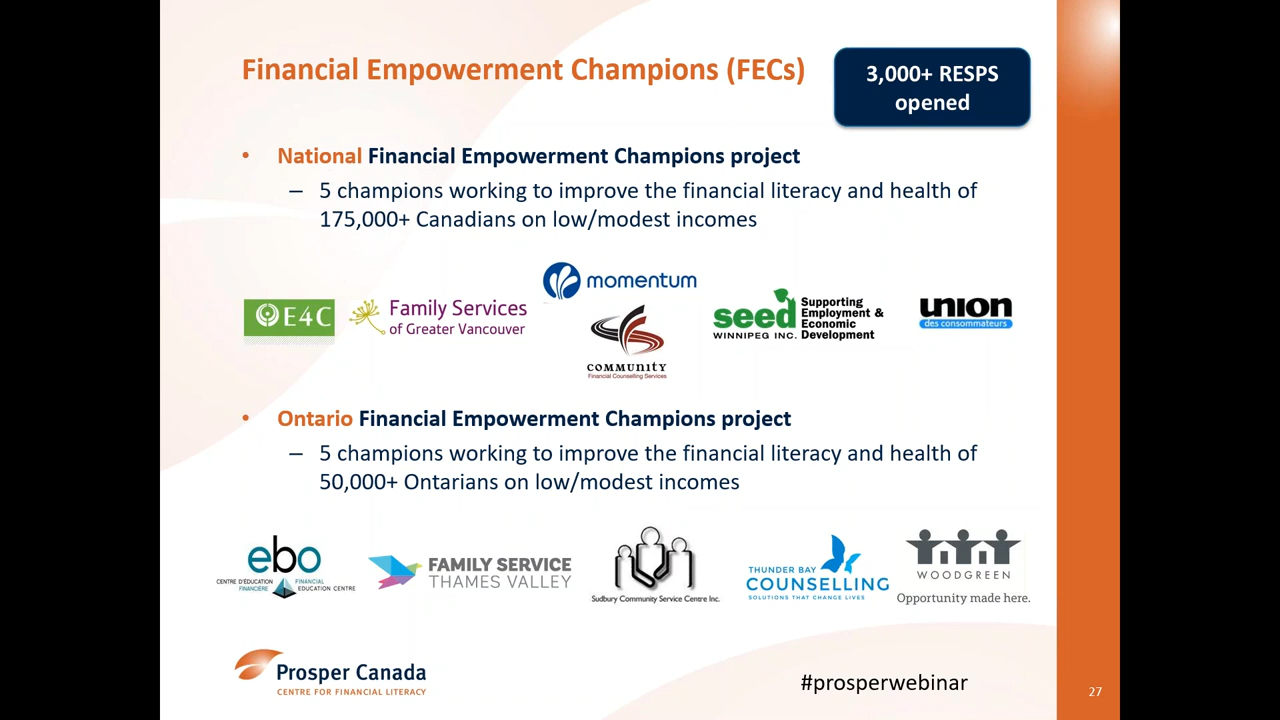 Financial Empowerment Champions (FECs)
3,000+ RESPS
opened
• National Financial Empowerment Champions project
– 5 champions working to improve the financial literacy and health of
175,000+ Canadians on low/modest incomes
E4C
Family Services
of Greater Vancouver
momentum
COMMUNITY
Financial Counselling Services
seed
WINNIPEG INC.
Supporting
Employment &
Economic
Development
union
des consommateurs
• Ontario Financial Empowerment Champions project
– 5 champions working to improve the financial literacy and health of
50,000+ Ontarians on low/modest incomes
ebo
CENTRE D'ÉDUCATION
FINANCIÈRE
FINANCIAL
EDUCATION CENTRE
FAMILY SERVICE
THAMES VALLEY
Sudbury Community Service Centre Inc.
THUNDER BAY
COUNSELLING
SOLUTIONS THAT CHANGE LIVES
WOODGREEN
Opportunity made here.
Prosper Canada
CENTRE FOR FINANCIAL LITERACY
#prosperwebinar
27